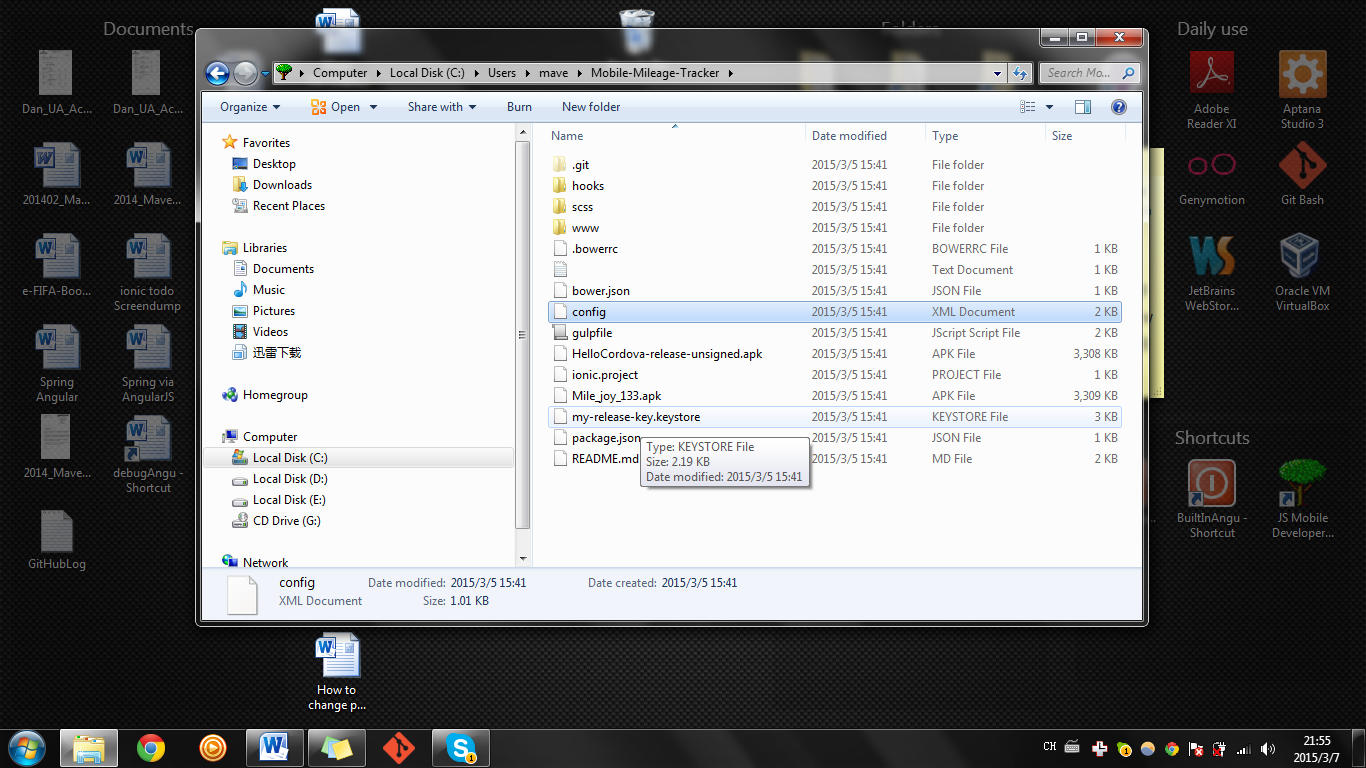 Documents
Folders
Daily use
Dan_UA_Ac...
Dan_UA_Ac...
201402_Ma...
2014_Mave...
e-FIFA-Boo...
ionic todo
Screendump
Spring
Angular
Spring via
AngularJS
2014_Mave...
debugAngu -
Shortcut
GitHubLog
Computer
Local Disk (C:)
Users
mave
Mobile-Mileage-Tracker
Search Mo...
Organize
Open
Share with
Burn
New folder
Favorites
Desktop
Downloads
Recent Places
Libraries
Documents
Music
Pictures
Videos
迅雷下载
Homegroup
Computer
Local Disk (C:)
Local Disk (D:)
Local Disk (E:)
CD Drive (G:)
Network
Name Date modified Type Size
.git 2015/3/5 15:41 File folder
hooks 2015/3/5 15:41 File folder
scss 2015/3/5 15:41 File folder
www 2015/3/5 15:41 File folder
.bowerrc 2015/3/5 15:41 BOWERRC File 1 KB
2015/3/5 15:41 Text Document 1 KB
bower.json 2015/3/5 15:41 JSON File 1 KB
config 2015/3/5 15:41 XML Document 2 KB
gulpfile 2015/3/5 15:41 JScript Script File 2 KB
HelloCordova-release-unsigned.apk 2015/3/5 15:41 APK File 3,308 KB
ionic.project 2015/3/5 15:41 PROJECT File 1 KB
Mile_joy_133.apk 2015/3/5 15:41 APK File 3,309 KB
my-release-key.keystore 2015/3/5 15:41 KEYSTORE File 3 KB
package.json 2015/3/5 15:41 JSON File 1 KB
README.md 2015/3/5 15:41 MD File 2 KB
Type: KEYSTORE File
Size: 2.19 KB
Date modified: 2015/3/5 15:41
config Date modified: 2015/3/5 15:41 Date created: 2015/3/5 15:41
XML Document Size: 1.01 KB
Adobe
Reader XI
Aptana
Studio 3
Genymotion
Git Bash
WS
JetBrains
WebStor...
Oracle VM
VirtualBox
Shortcuts
BuiltInAngu -
Shortcut
JS Mobile
Developer...
How to
change p...
CH
21:55
2015/3/7